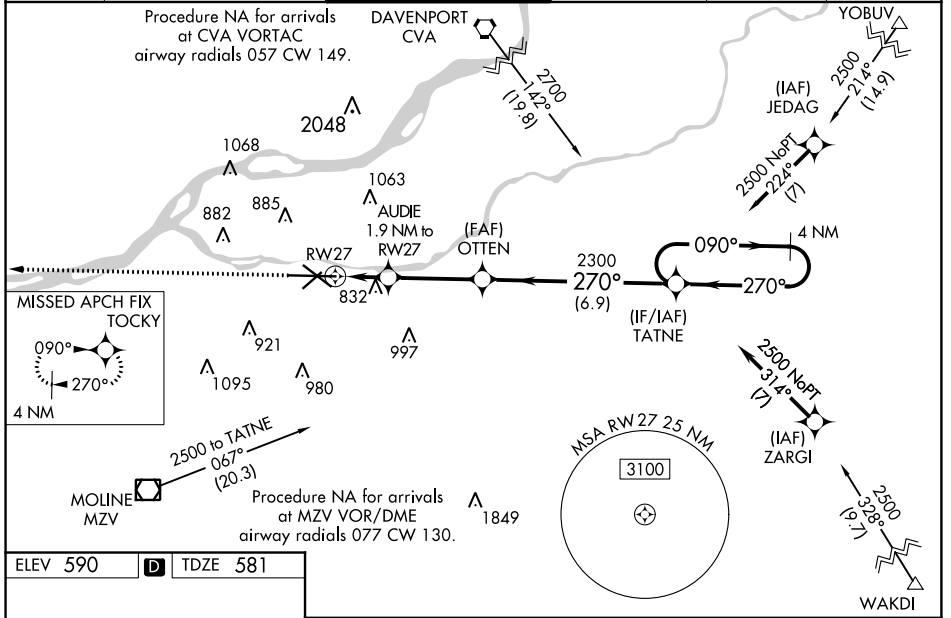 Procedure NA for arrivals
at CVA VORTAC
airway radials 057 CW 149.
DAVENPORT
CVA
2700
142°
(19.8)
YOBUV
2500
214°
(14.9)
(IAF)
JEDAG
2500 NoPT
224°
(7)
2048
1068
1063
882
885
AUDIE
1.9 NM to
RW27
RW27
832
(FAF)
OTTEN
2300
270°
(6.9)
090°
4 NM
270°
(IF/IAF)
TATNE
MISSED APCH FIX
TOCKY
090°
270°
4 NM
921
1095
980
997
2500 NoPT
314°
(7)
(IAF)
ZARGI
2500 to TATNE
067°
(20.3)
MOLINE
MZV
Procedure NA for arrivals
at MZV VOR/DME
airway radials 077 CW 130.
1849
MSA RW 27 25 NM
3100
2500
328°
(9.7)
WAKDI
ELEV 590 D TDZE 581